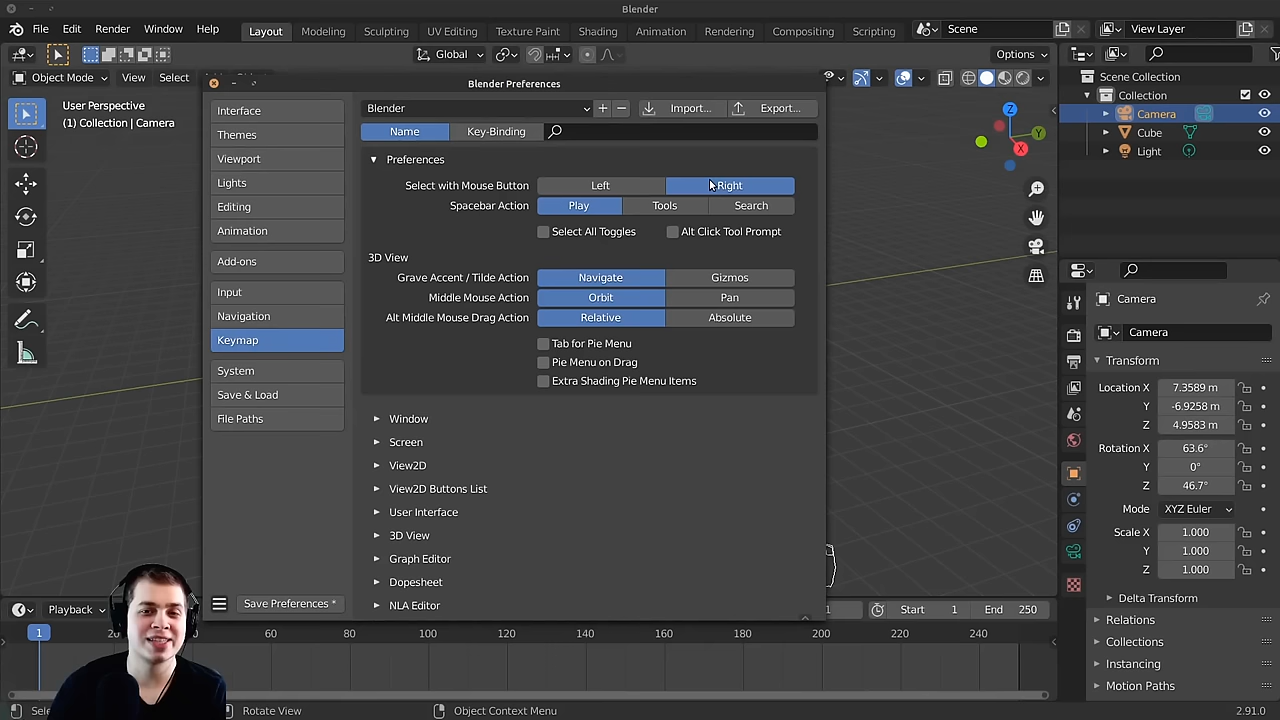 Blender
File Edit Render Window Help Layout Modeling Sculpting UV Editing Texture Paint Shading Animation Rendering Compositing Scripting Scene View Layer
Global Options
Object Mode View Select
User Perspective
(1) Collection | Camera
Blender Preferences
Interface
Themes
Viewport
Lights
Editing
Animation
Add-ons
Input
Navigation
Keymap
System
Save & Load
File Paths
Save Preferences *
Blender Import... Export...
Name Key-Binding
Preferences
Select with Mouse Button Left Right
Spacebar Action Play Tools Search
Select All Toggles Alt Click Tool Prompt
3D View
Grave Accent / Tilde Action Navigate Gizmos
Middle Mouse Action Orbit Pan
Alt Middle Mouse Drag Action Relative Absolute
Tab for Pie Menu
Pie Menu on Drag
Extra Shading Pie Menu Items
Window
Screen
View2D
View2D Buttons List
User Interface
3D View
Graph Editor
Dopesheet
NLA Editor
Z
Y
X
Scene Collection
Collection
Camera
Cube
Light
Camera
Camera
Transform
Location X 7.3589 m
Y -6.9258 m
Z 4.9583 m
Rotation X 63.6°
Y 0°
Z 46.7°
Mode XYZ Euler
Scale X 1.000
Y 1.000
Z 1.000
Delta Transform
Relations
Collections
Instancing
Motion Paths
Playback 1 Start 1 End 250
1 20 60 80 100 120 140 160 180 200 220 240
Sele Rotate View Object Context Menu 2.91.0